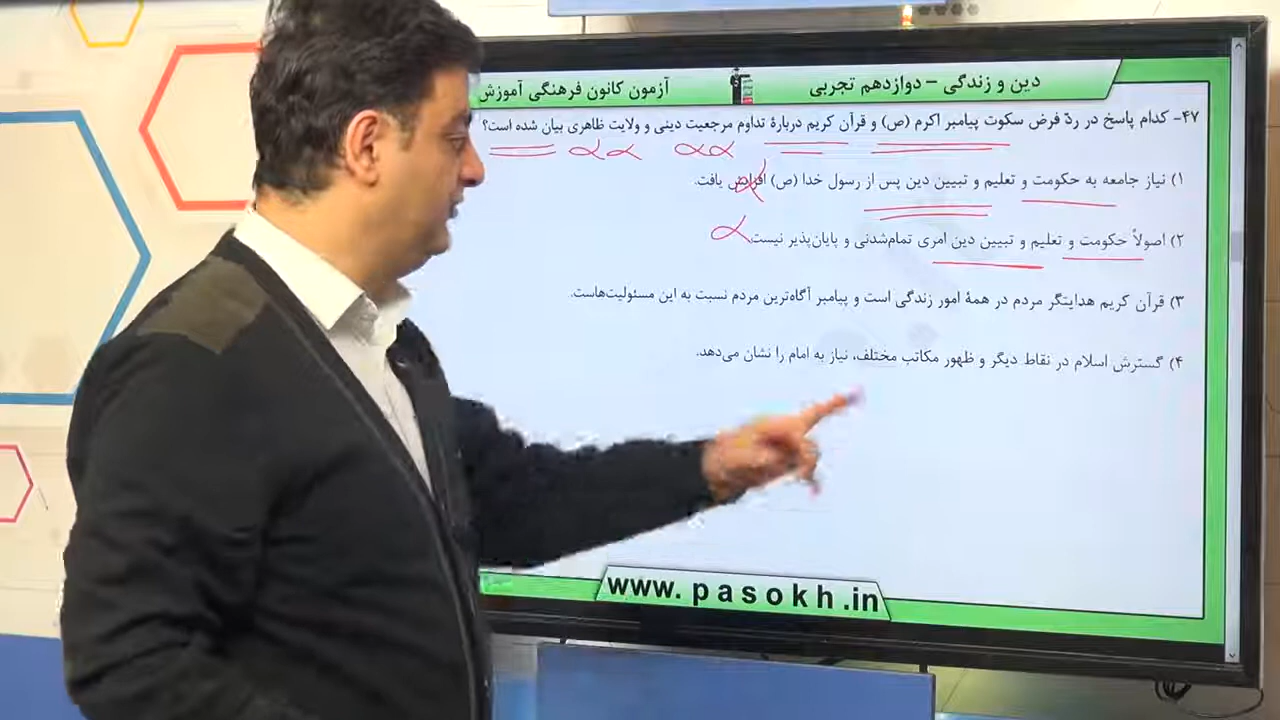 دین و زندگی – دوازدهم تجربی
آزمون کانون فرهنگی آموزش
۴۷- کدام پاسخ در ردّ فرض سکوت پیامبر اکرم (ص) و قرآن کریم دربارهٔ تداوم مرجعیت دینی و ولایت ظاهری بیان شده است؟
۱) نیاز جامعه به حکومت و تعلیم و تبیین دین پس از رسول خدا (ص) افزایش یافت.
۲) اصولاً حکومت و تعلیم و تبیین دین امری تمام‌شدنی و پایان‌پذیر نیست.
۳) قرآن کریم هدایتگر مردم در همهٔ امور زندگی است و پیامبر آگاه‌ترین مردم نسبت به این مسئولیت‌هاست.
۴) گسترش اسلام در نقاط دیگر و ظهور مکاتب مختلف، نیاز به امام را نشان می‌دهد.
www.pasokh.in